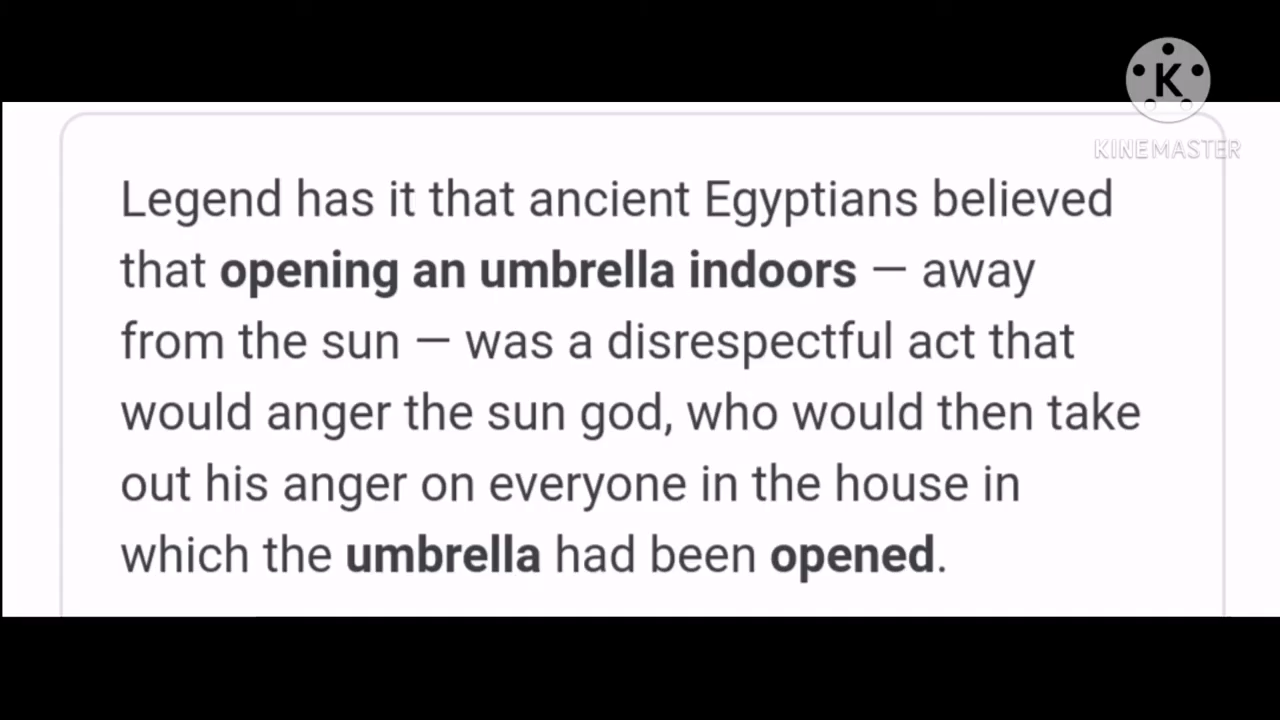 K
KINEMASTER
Legend has it that ancient Egyptians believed
that opening an umbrella indoors — away
from the sun — was a disrespectful act that
would anger the sun god, who would then take
out his anger on everyone in the house in
which the umbrella had been opened.